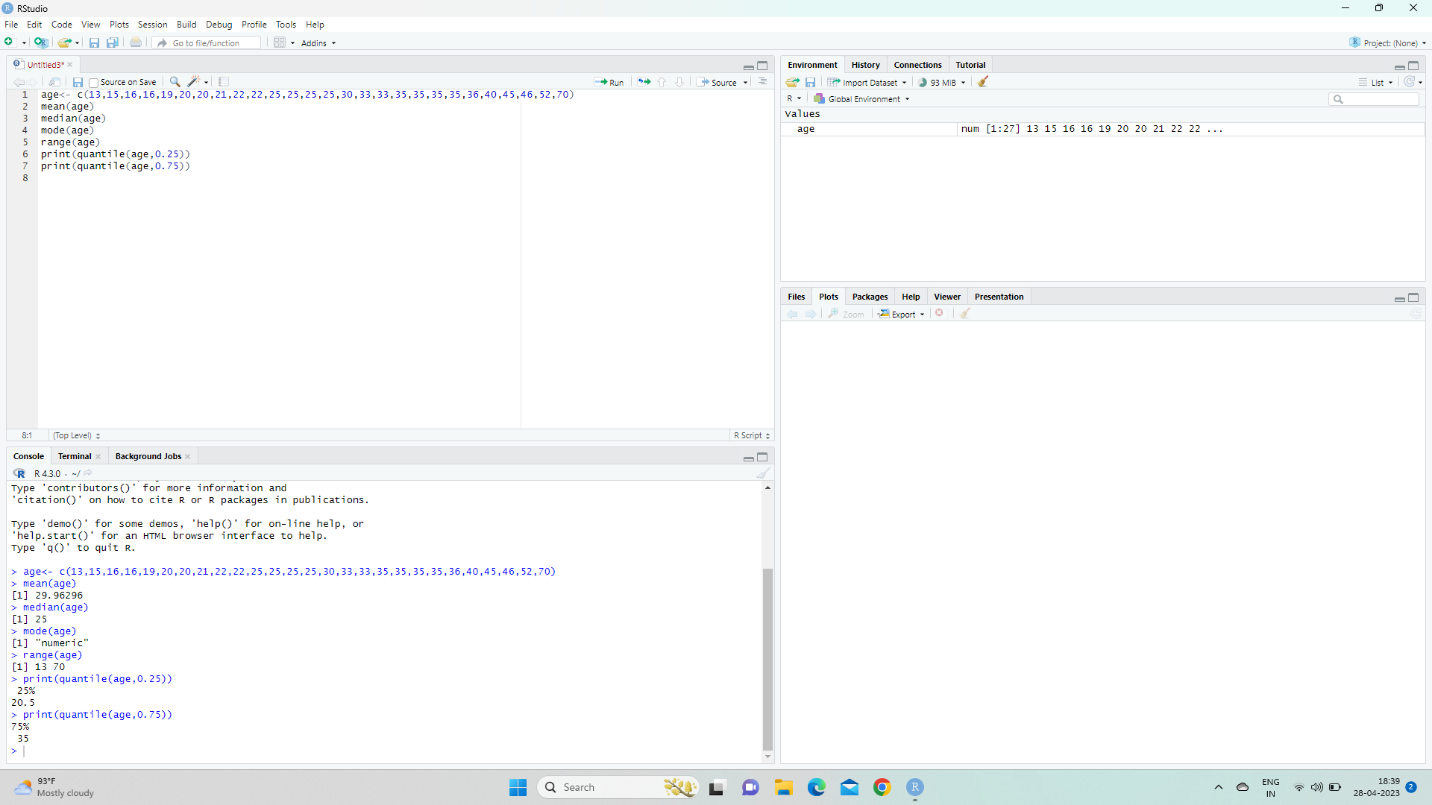 RStudio
File Edit Code View Plots Session Build Debug Profile Tools Help
Go to file/function Addins Project: (None)
Untitled3*
Source on Save Run Source
1 age<- c(13,15,16,16,19,20,20,21,22,22,25,25,25,25,30,33,33,35,35,35,35,36,40,45,46,52,70)
2 mean(age)
3 median(age)
4 mode(age)
5 range(age)
6 print(quantile(age,0.25))
7 print(quantile(age,0.75))
8
8:1 (Top Level) R Script
Console Terminal Background Jobs
R 4.3.0 · ~/
Type 'contributors()' for more information and
'citation()' on how to cite R or R packages in publications.
Type 'demo()' for some demos, 'help()' for on-line help, or
'help.start()' for an HTML browser interface to help.
Type 'q()' to quit R.
> age<- c(13,15,16,16,19,20,20,21,22,22,25,25,25,25,30,33,33,35,35,35,35,36,40,45,46,52,70)
> mean(age)
[1] 29.96296
> median(age)
[1] 25
> mode(age)
[1] "numeric"
> range(age)
[1] 13 70
> print(quantile(age,0.25))
25%
20.5
> print(quantile(age,0.75))
75%
35
>
Environment History Connections Tutorial
Import Dataset 93 MiB List
R Global Environment
Values
age num [1:27] 13 15 16 16 19 20 20 21 22 22 ...
Files Plots Packages Help Viewer Presentation
Zoom Export
93°F
Mostly cloudy
Search
ENG
IN
18:39
28-04-2023
2